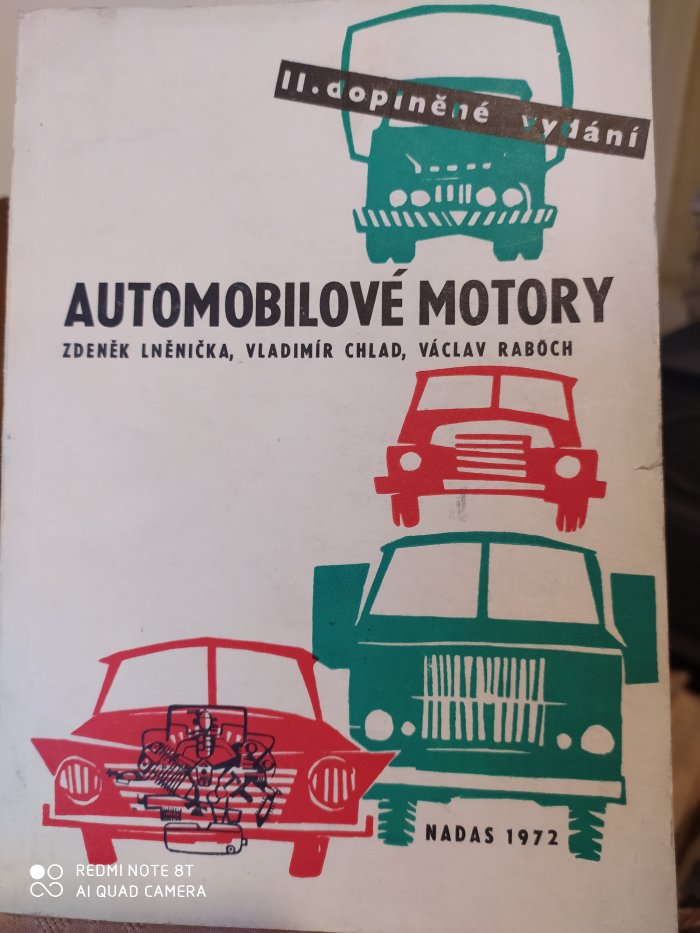 II. doplněné vydání
AUTOMOBILOVÉ MOTORY
ZDENĚK LNĚNIČKA, VLADIMÍR CHLAD, VÁCLAV RABOCH
NADAS 1972
REDMI NOTE 8T
AI QUAD CAMERA